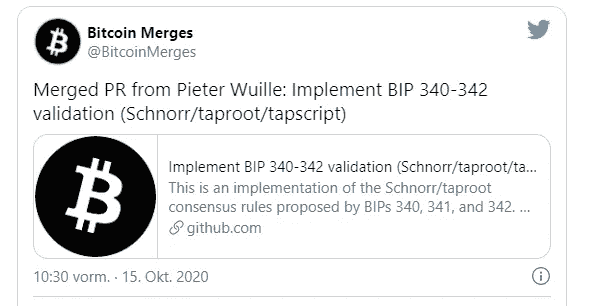 Bitcoin Merges
@BitcoinMerges
Merged PR from Pieter Wuille: Implement BIP 340-342
validation (Schnorr/taproot/tapscript)
Implement BIP 340-342 validation (Schnorr/taproot/ta...
This is an implementation of the Schnorr/taproot
consensus rules proposed by BIPs 340, 341, and 342. ...
github.com
10:30 vorm. · 15. Okt. 2020